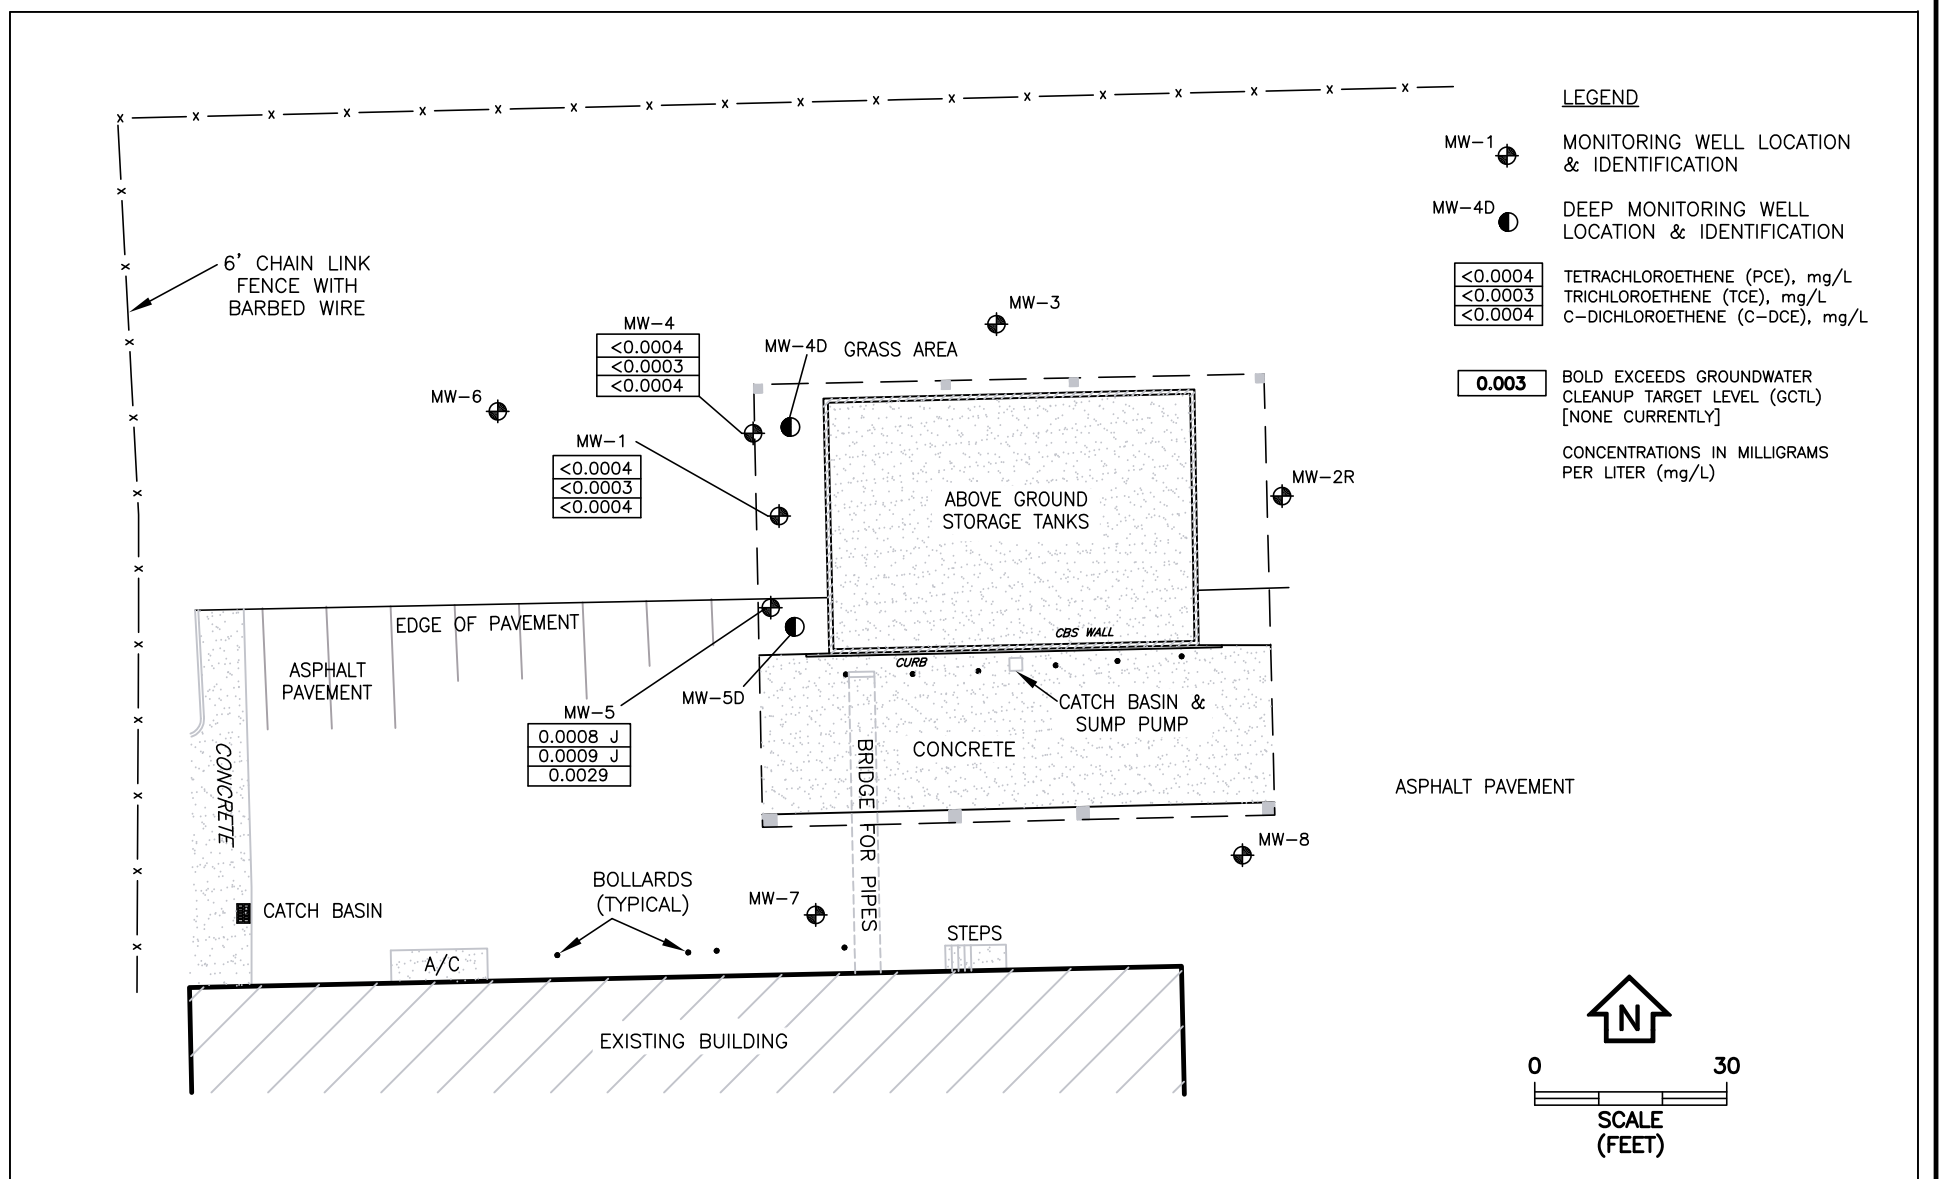 LEGEND
MW-1
MONITORING WELL LOCATION
& IDENTIFICATION
MW-4D
DEEP MONITORING WELL
LOCATION & IDENTIFICATION
<0.0004
TETRACHLOROETHENE (PCE), mg/L
<0.0003
TRICHLOROETHENE (TCE), mg/L
<0.0004
C-DICHLOROETHENE (C-DCE), mg/L
0.003
BOLD EXCEEDS GROUNDWATER
CLEANUP TARGET LEVEL (GCTL)
[NONE CURRENTLY]
CONCENTRATIONS IN MILLIGRAMS
PER LITER (mg/L)
6' CHAIN LINK
FENCE WITH
BARBED WIRE
MW-3
MW-4
<0.0004
<0.0003
<0.0004
MW-4D
GRASS AREA
MW-6
MW-1
<0.0004
<0.0003
<0.0004
MW-2R
ABOVE GROUND
STORAGE TANKS
EDGE OF PAVEMENT
CBS WALL
CURB
ASPHALT
PAVEMENT
MW-5D
MW-5
0.0008 J
0.0009 J
0.0029
CATCH BASIN &
SUMP PUMP
CONCRETE
CONCRETE
BRIDGE FOR PIPES
ASPHALT PAVEMENT
MW-8
BOLLARDS
(TYPICAL)
MW-7
CATCH BASIN
STEPS
A/C
EXISTING BUILDING
N
0 30
SCALE
(FEET)